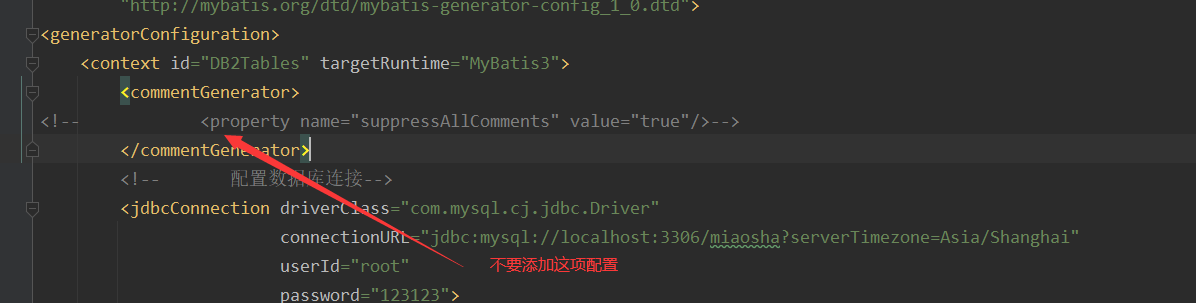 "http://mybatis.org/dtd/mybatis-generator-config_1_0.dtd">
<generatorConfiguration>
<context id="DB2Tables" targetRuntime="MyBatis3">
<commentGenerator>
<!-- <property name="suppressAllComments" value="true"/>-->
</commentGenerator>
<!-- 配置数据库连接-->
<jdbcConnection driverClass="com.mysql.cj.jdbc.Driver"
connectionURL="jdbc:mysql://localhost:3306/miaosha?serverTimezone=Asia/Shanghai"
userId="root"
不要添加这项配置
password="123123">